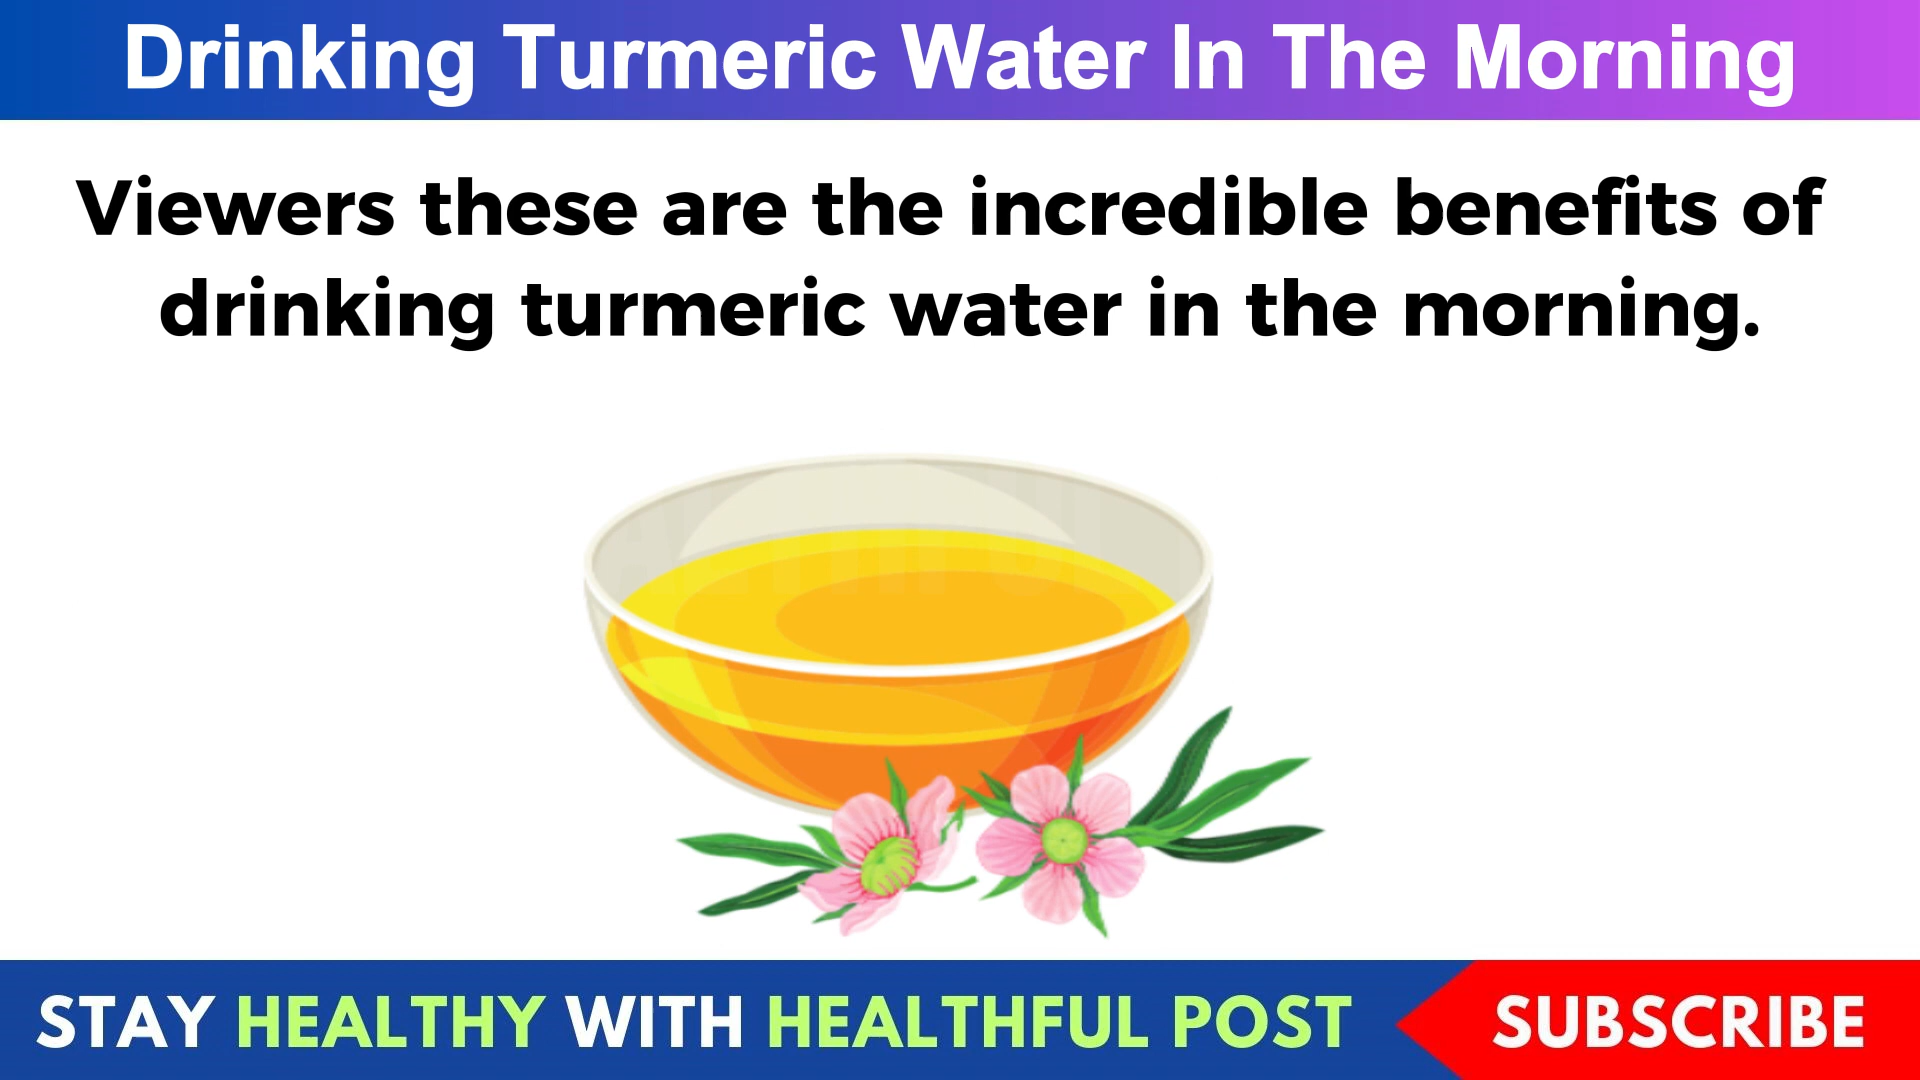 Drinking Turmeric Water In The Morning
Viewers these are the incredible benefits of
drinking turmeric water in the morning.
STAY HEALTHY WITH HEALTHFUL POST
SUBSCRIBE